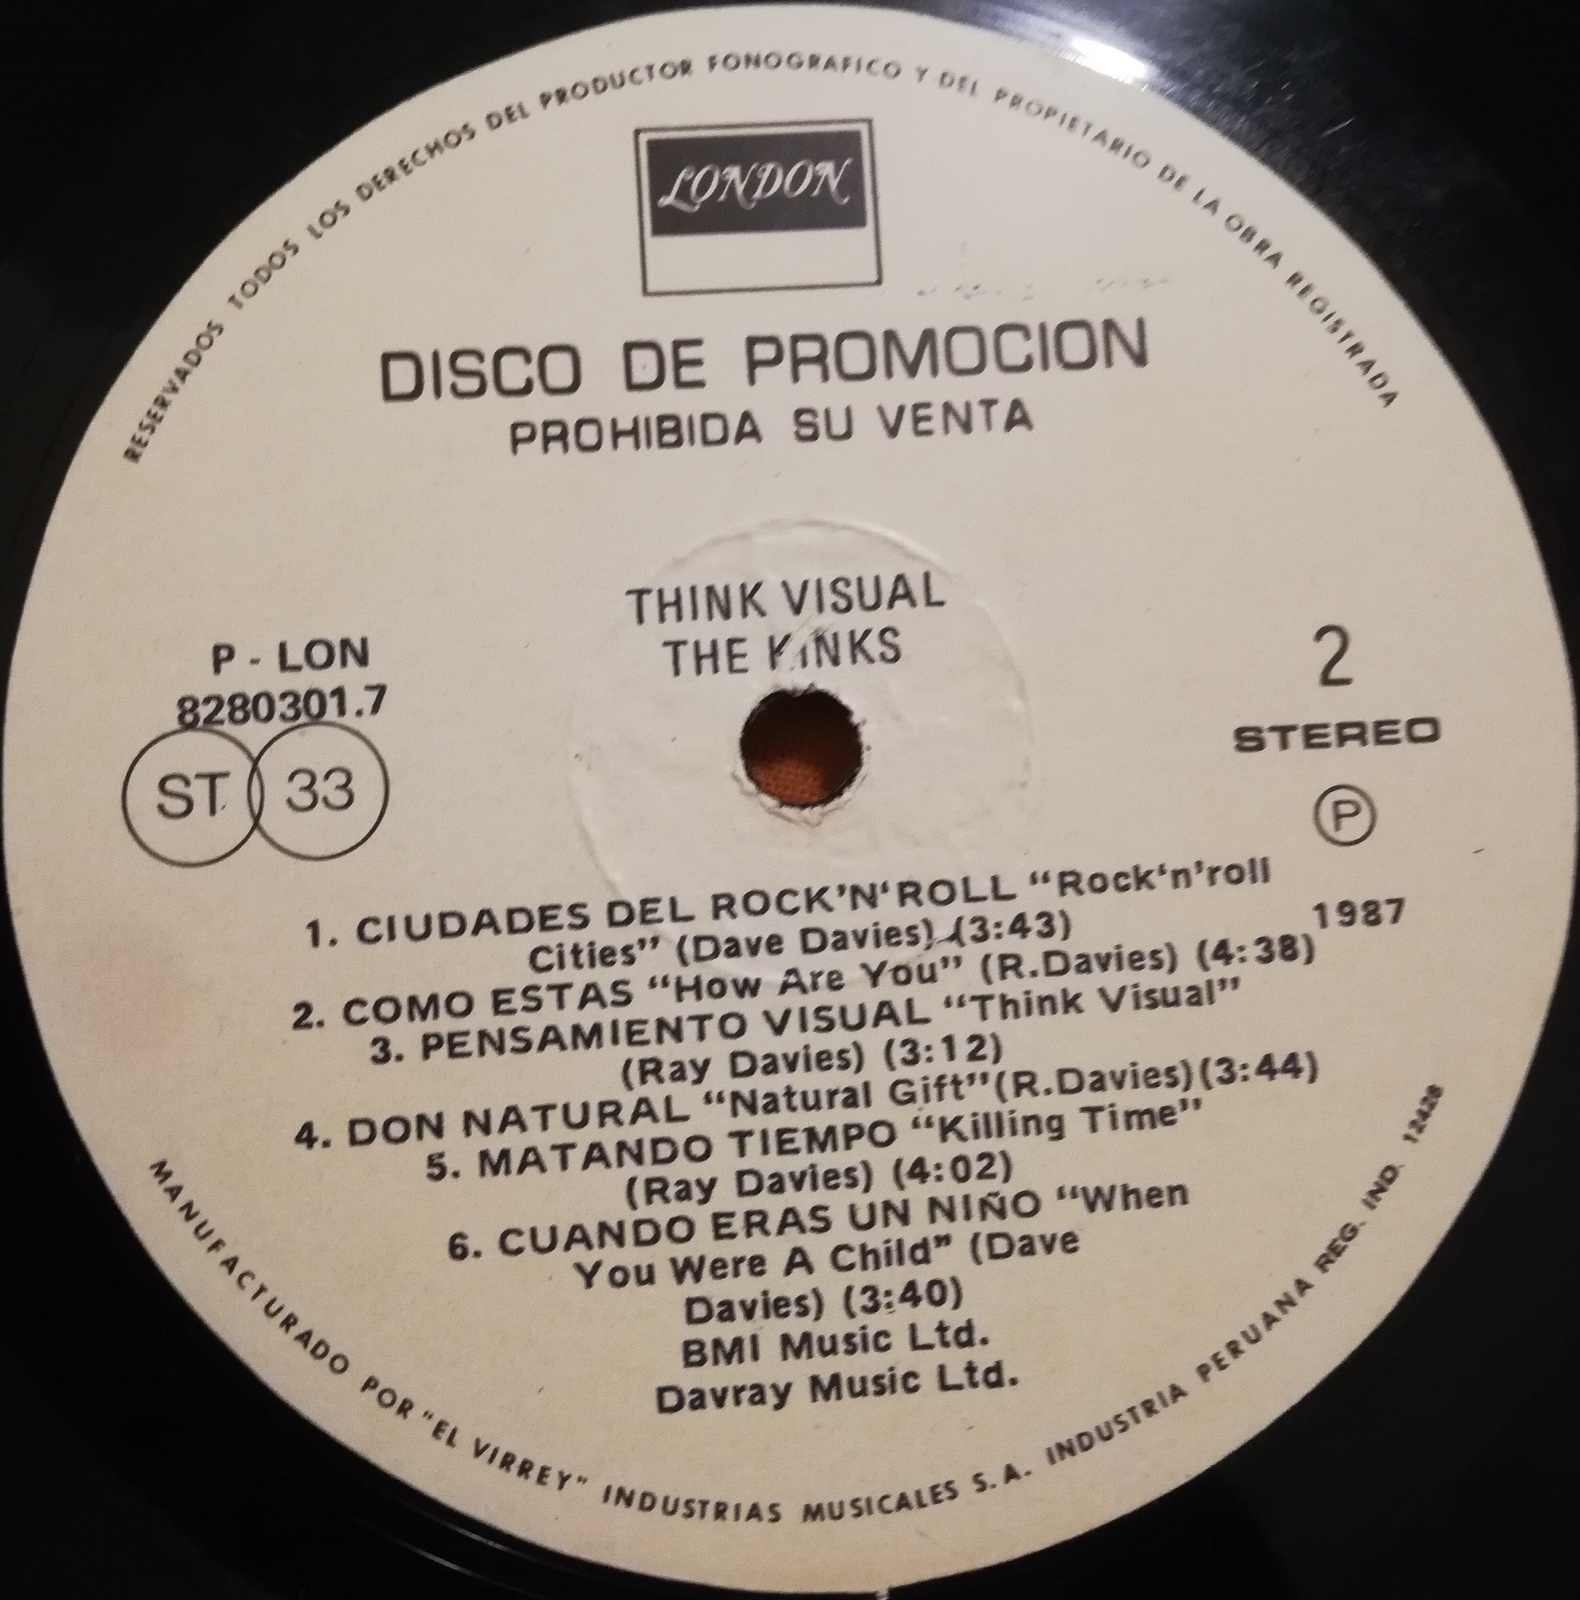 RESERVADOS TODOS LOS DERECHOS DEL PRODUCTOR FONOGRAFICO Y DEL PROPIETARIO DE LA OBRA REGISTRADA
LONDON
DISCO DE PROMOCION
PROHIBIDA SU VENTA
THINK VISUAL
THE KINKS
P - LON
8280301.7
ST 33
2
STEREO
Ⓟ
1987
1. CIUDADES DEL ROCK'N'ROLL “Rock'n'roll
Cities” (Dave Davies) (3:43)
2. COMO ESTAS “How Are You” (R.Davies) (4:38)
3. PENSAMIENTO VISUAL “Think Visual”
(Ray Davies) (3:12)
4. DON NATURAL “Natural Gift”(R.Davies)(3:44)
5. MATANDO TIEMPO “Killing Time”
(Ray Davies) (4:02)
6. CUANDO ERAS UN NIÑO “When
You Were A Child” (Dave
Davies) (3:40)
BMI Music Ltd.
Davray Music Ltd.
MANUFACTURADO POR "EL VIRREY" INDUSTRIAS MUSICALES S.A. INDUSTRIA PERUANA REG. IND. 12428